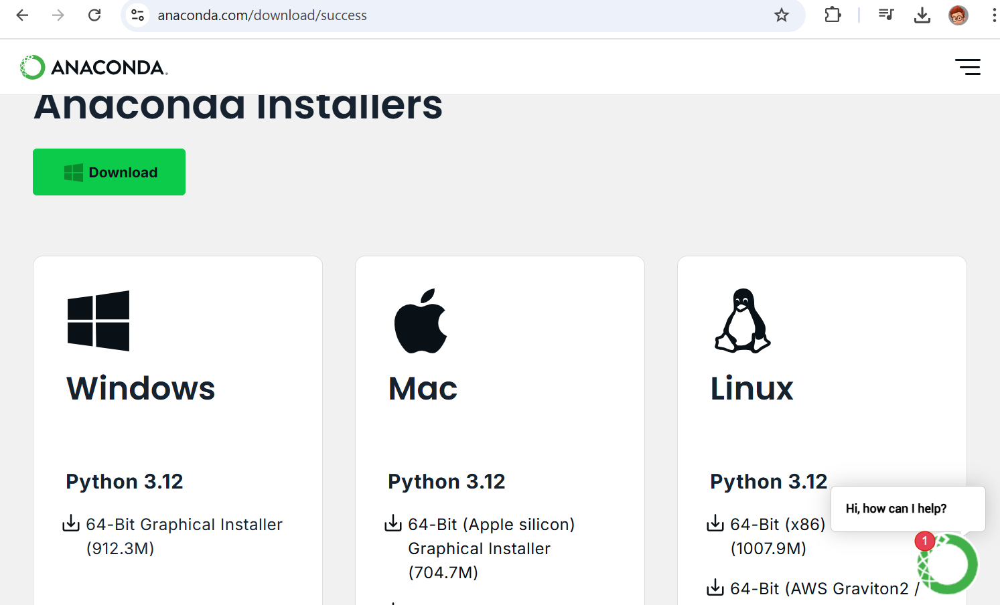 anaconda.com/download/success
ANACONDA.
Anaconda Installers
Download
Windows
Python 3.12
64-Bit Graphical Installer
(912.3M)
Mac
Python 3.12
64-Bit (Apple silicon)
Graphical Installer
(704.7M)
Linux
Python 3.12
64-Bit (x86)
(1007.9M)
64-Bit (AWS Graviton2 /
Hi, how can I help?
1